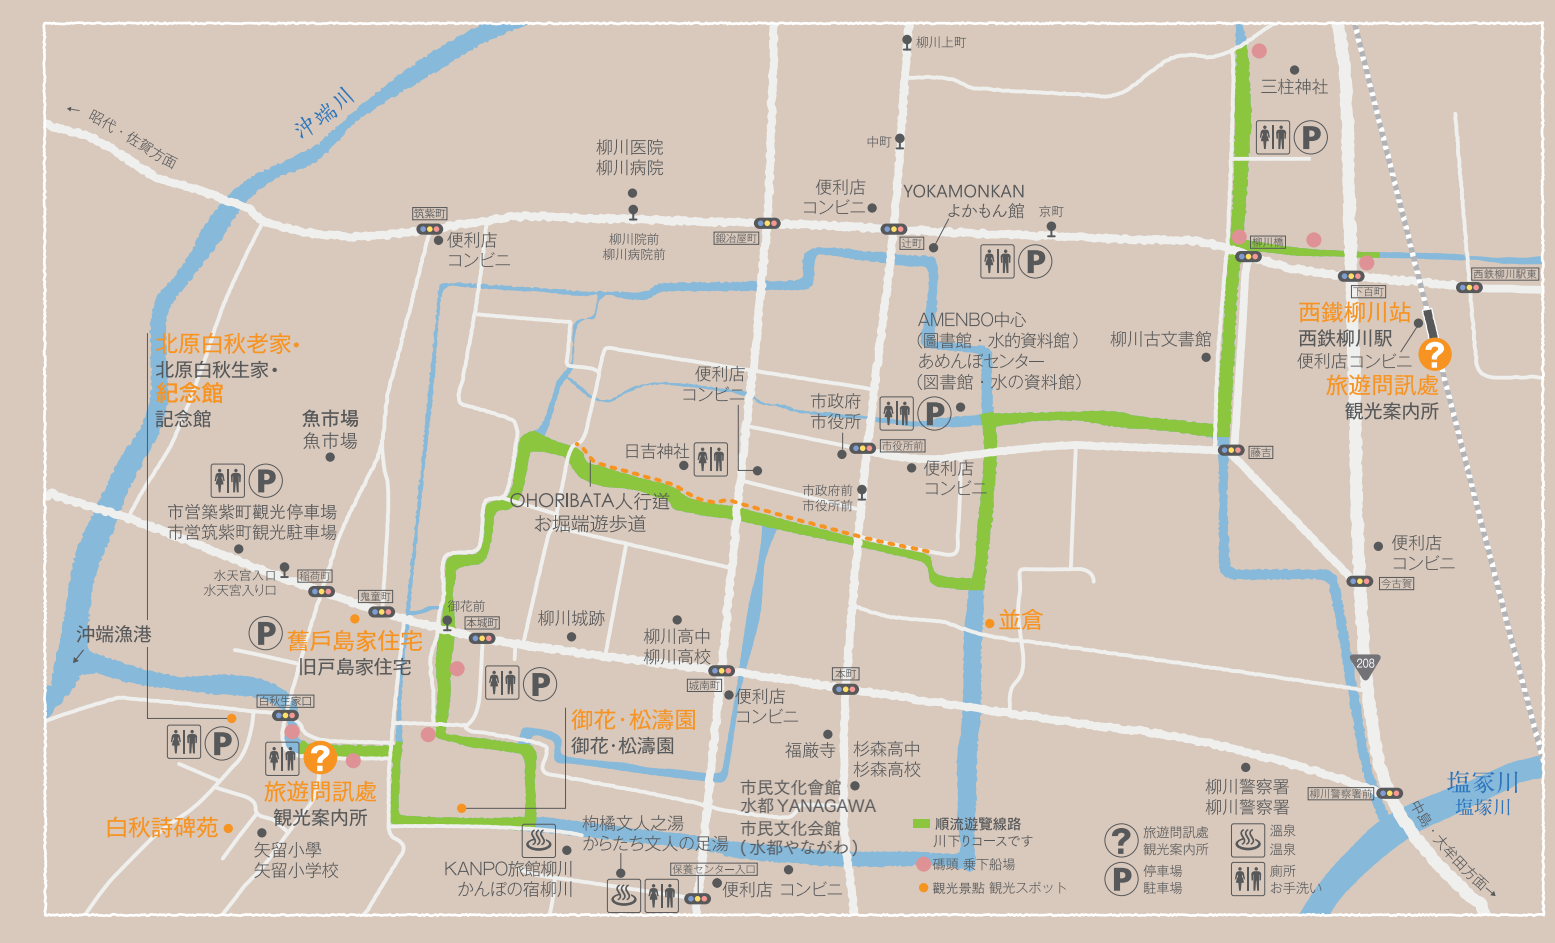 柳川上町
三柱神社
沖端川
← 昭代・佐賀方面
中町
柳川医院
柳川病院
便利店
コンビニ
YOKAMONKAN
よかもん館
京町
筑紫町
便利店
コンビニ
柳川院前
柳川病院前
鍛冶屋町
辻町
柳川橋
西鉄柳川駅東
下百町
西鐵柳川站
西鉄柳川駅
便利店コンビニ
旅遊問訊處
観光案内所
AMENBO中心
(圖書館・水的資料館)
あめんぼセンター
(図書館・水の資料館)
柳川古文書館
北原白秋老家・
北原白秋生家・
紀念館
記念館
魚市場
魚市場
便利店
コンビニ
市政府
市役所
市役所前
日吉神社
便利店
コンビニ
藤吉
市政府前
市役所前
OHORIBATA人行道
お堀端遊歩道
市営築紫町觀光停車場
市営筑紫町観光駐車場
水天宮入口
水天宮入り口
稲荷町
鬼童町
便利店
コンビニ
今古賀
沖端漁港
舊戶島家住宅
旧戸島家住宅
御花前
本城町
柳川城跡
柳川高中
柳川高校
並倉
208
城南町
本町
便利店
コンビニ
白秋生家口
御花・松濤園
御花・松濤園
福厳寺
杉森高中
杉森高校
旅遊問訊處
観光案内所
市民文化會館
水都 YANAGAWA
市民文化会館
(水都やながわ)
柳川警察署
柳川警察署
柳川警察署前
塩冢川
塩塚川
中島・大牟田方面→
白秋詩碑苑
矢留小學
矢留小学校
枸橘文人之湯
からたち文人の足湯
KANPO旅館柳川
かんぽの宿柳川
保養センター入口
便利店 コンビニ
順流遊覽線路
川下りコースです
碼頭 乗下船場
觀光景點 観光スポット
? 旅遊問訊處
観光案内所
P 停車場
駐車場
溫泉
温泉
廁所
お手洗い